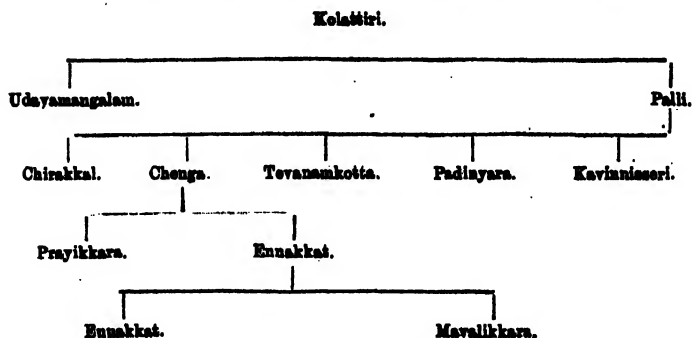 Kolattiri.
Udayamangalam. Palli.
Chirakkal. Chenga. Tevanamkotta. Padinyara. Kavinnisseri.
Prayikkara. Ennakkat.
Ennakkat. Mavalikkara.